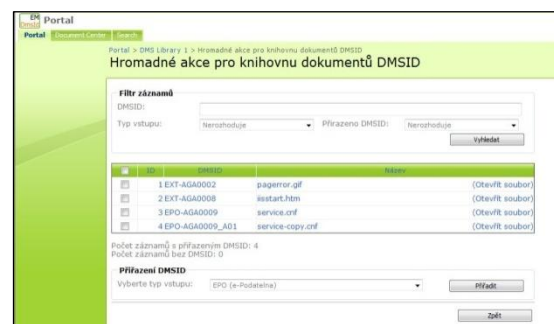 EM
DMSID
Portal
Portal Document Center Search
Portal > DMS Library 1 > Hromadné akce pro knihovnu dokumentů DMSID
Hromadné akce pro knihovnu dokumentů DMSID
Filtr záznamů
DMSID:
Typ vstupu: Nerozhoduje Přiřazeno DMSID: Nerozhoduje
Vyhledat
ID DMSID Název
1 EXT-AGA0002 pagerror.gif (Otevřít soubor)
2 EXT-AGA0008 iisstart.htm (Otevřít soubor)
3 EPO-AGA0009 service.cnf (Otevřít soubor)
4 EPO-AGA0009_A01 service-copy.cnf (Otevřít soubor)
Počet záznamů s přiřazeným DMSID: 4
Počet záznamů bez DMSID: 0
Přiřazení DMSID
Vyberte typ vstupu: EPO (e-Podatelna) Přiřadit
Zpět